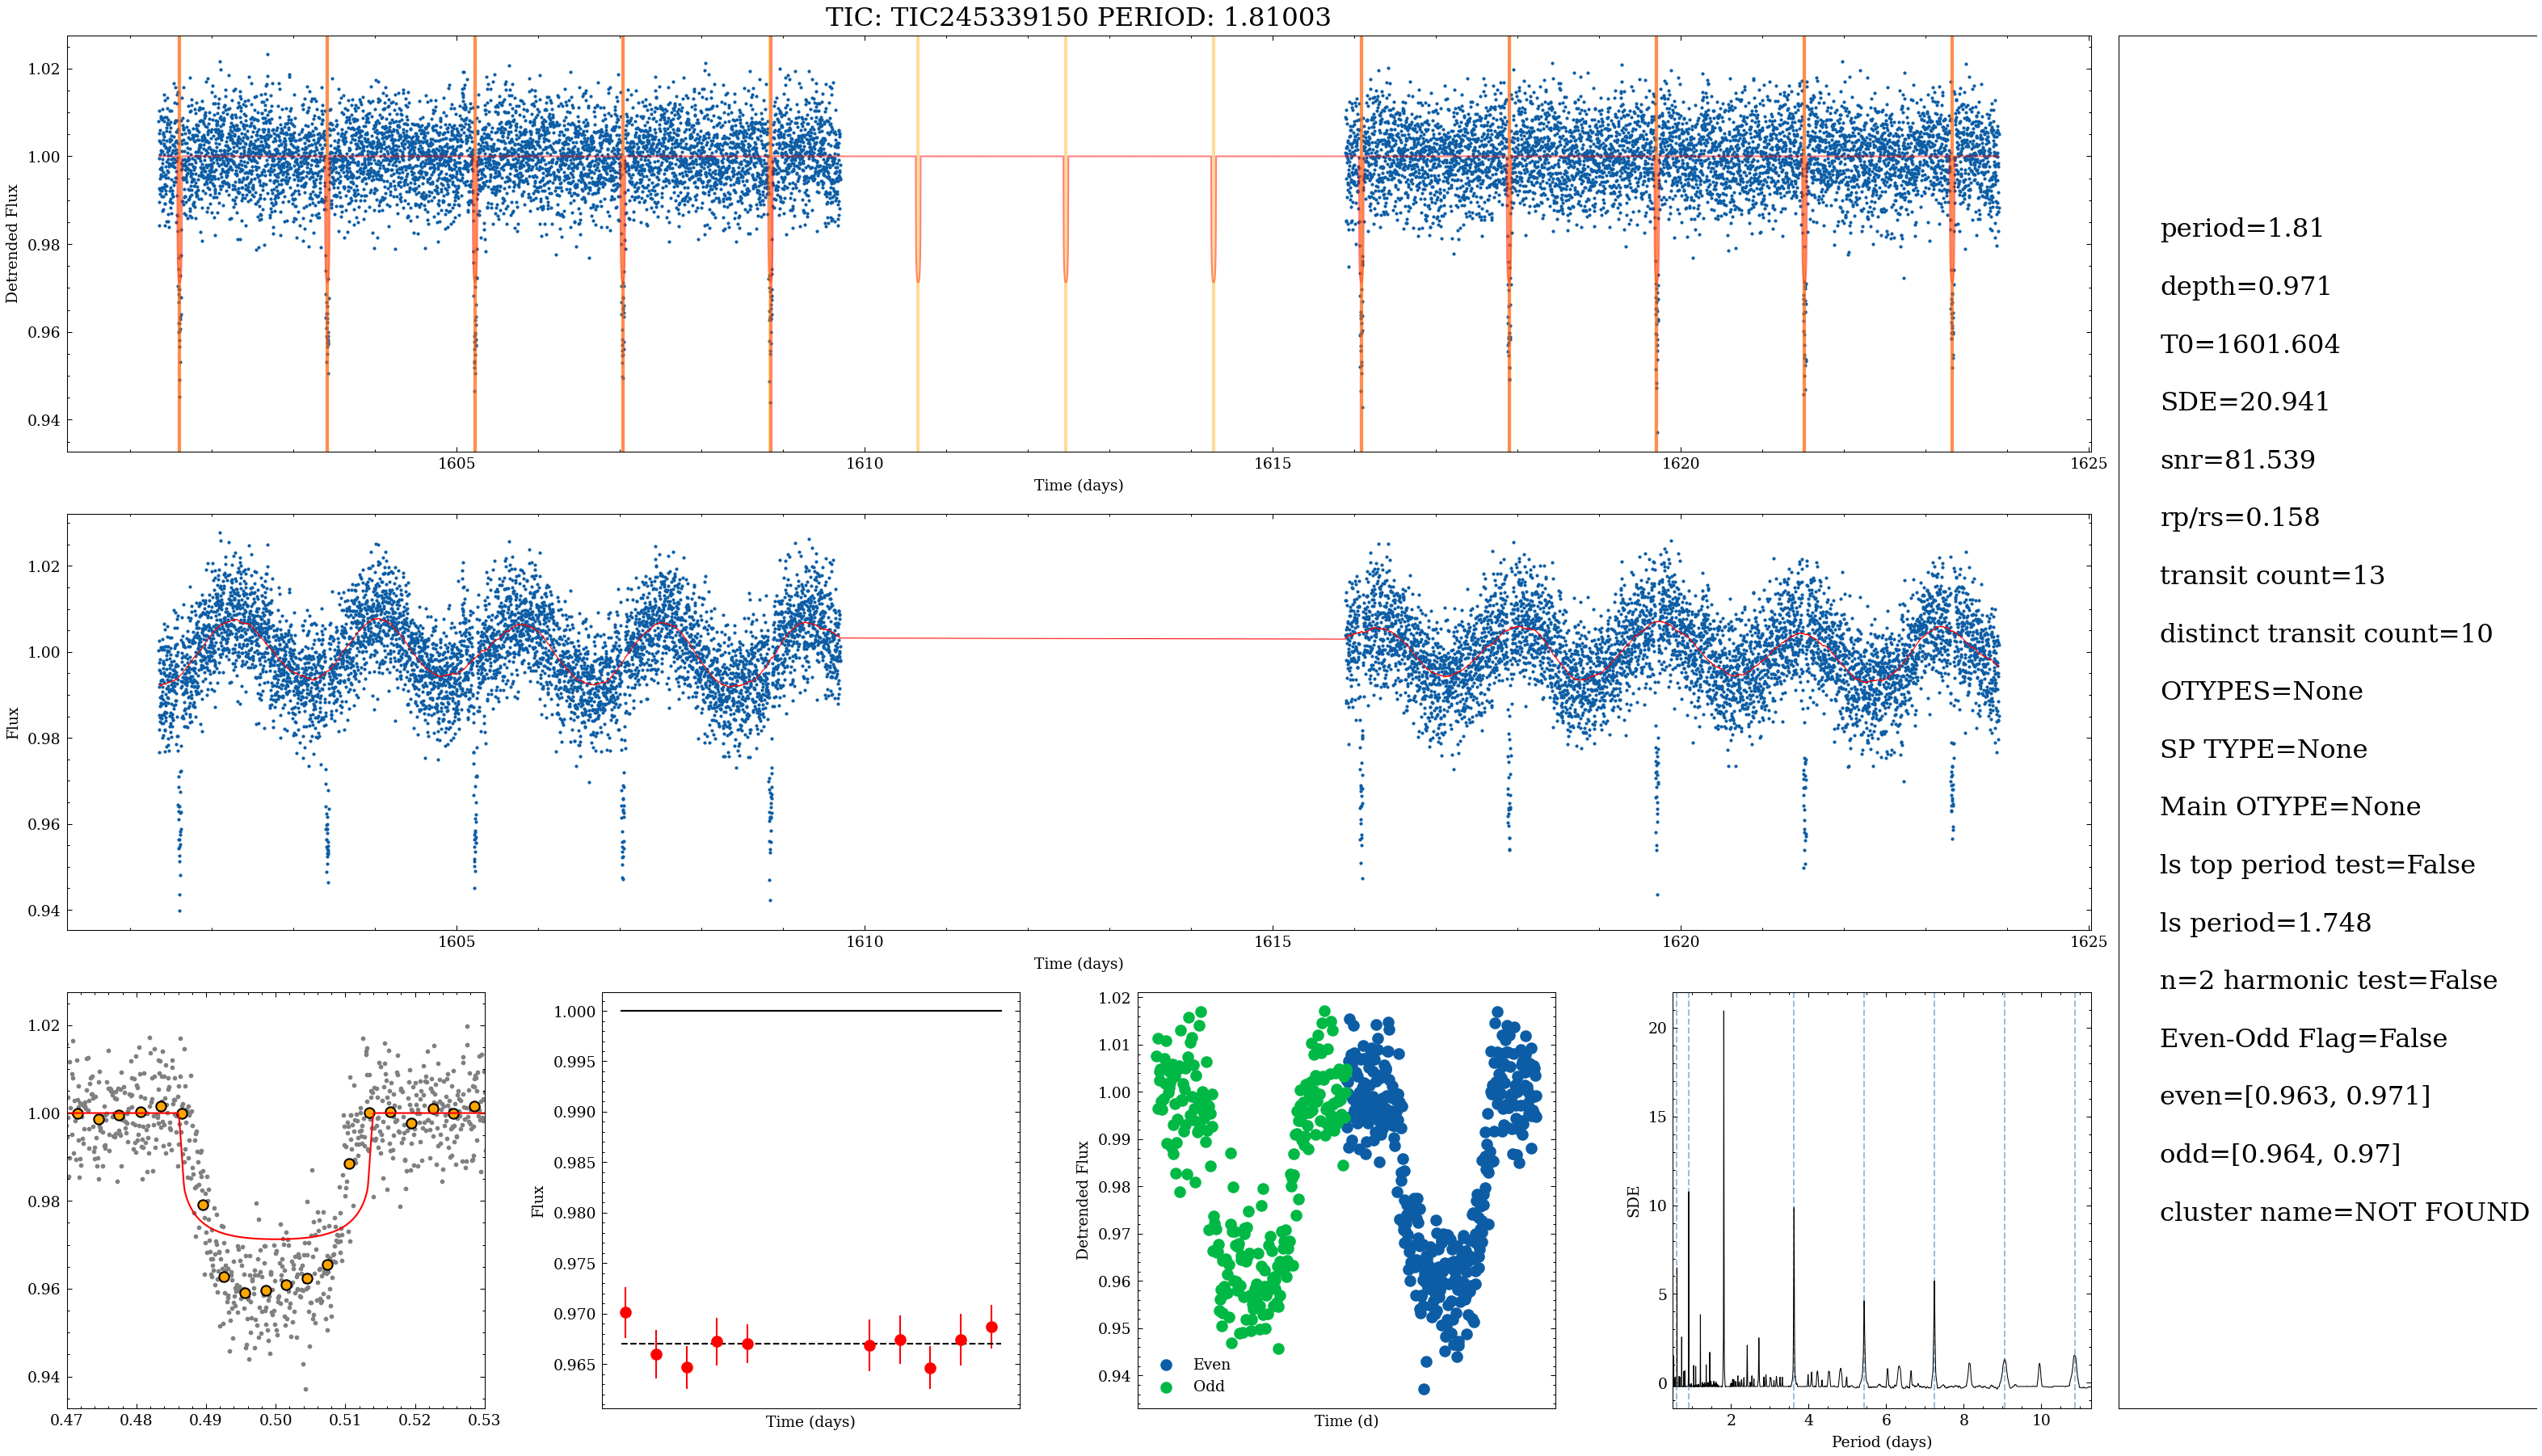 TIC: TIC245339150 PERIOD: 1.81003
1.02
1.00
0.98
0.96
0.94
Detrended Flux
1605
1610
1615
1620
1625
Time (days)
1.02
1.00
0.98
0.96
0.94
Flux
1605
1610
1615
1620
1625
Time (days)
1.02
1.00
0.98
0.96
0.94
0.47
0.48
0.49
0.50
0.51
0.52
0.53
1.000
0.995
0.990
0.985
0.980
0.975
0.970
0.965
Flux
Time (days)
1.02
1.01
1.00
0.99
0.98
0.97
0.96
0.95
0.94
Detrended Flux
Even
Odd
Time (d)
20
15
10
5
0
SDE
2
4
6
8
10
Period (days)
period=1.81
depth=0.971
T0=1601.604
SDE=20.941
snr=81.539
rp/rs=0.158
transit count=13
distinct transit count=10
OTYPES=None
SP TYPE=None
Main OTYPE=None
ls top period test=False
ls period=1.748
n=2 harmonic test=False
Even-Odd Flag=False
even=[0.963, 0.971]
odd=[0.964, 0.97]
cluster name=NOT FOUND